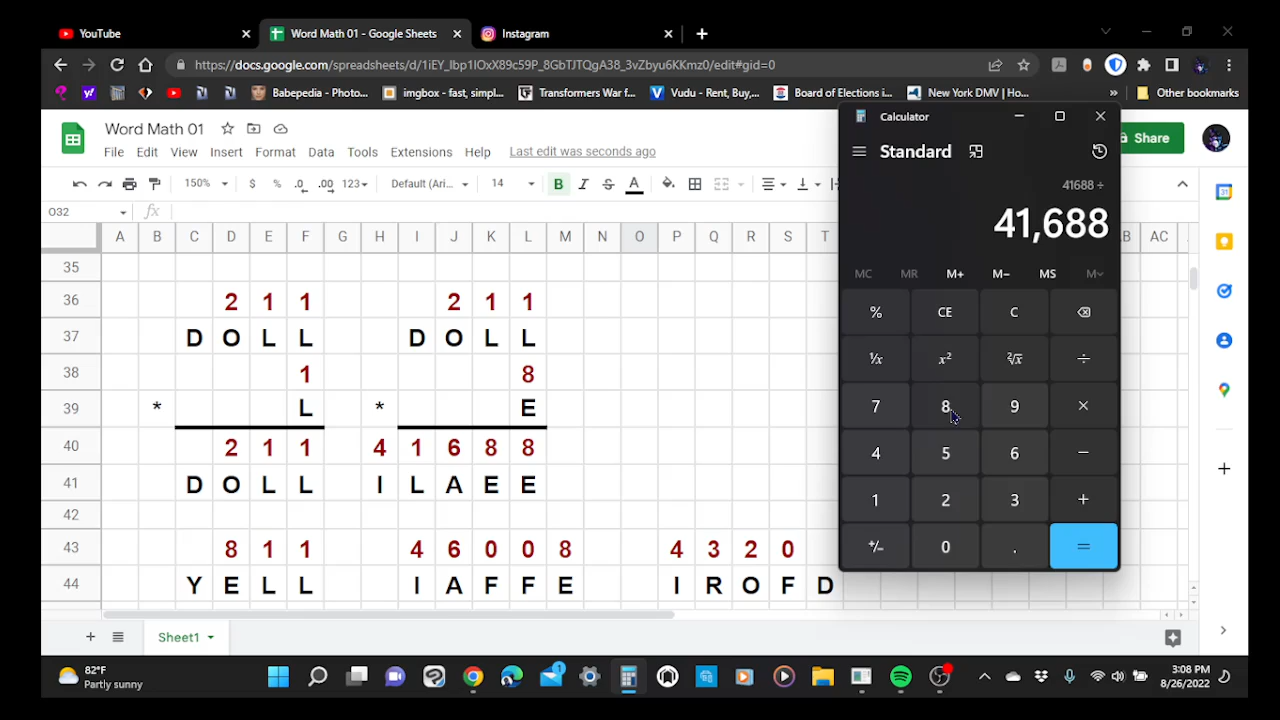 YouTube
Word Math 01 - Google Sheets
Instagram
https://docs.google.com/spreadsheets/d/1iEY_Ibp1IOxX89c59P_8GbTJTQgA38_3vZbyu6KKmz0/edit#gid=0
Babepedia - Photo...
imgbox - fast, simpl...
Transformers War f...
Vudu - Rent, Buy,...
Board of Elections i...
New York DMV | Ho...
»
Other bookmarks
Word Math 01
File Edit View Insert Format Data Tools Extensions Help Last edit was seconds ago
Share
150% $ % .0 .00 123 Default (Ari... 14 B I S A
O32 fx
A B C D E F G H I J K L M N O P Q R S T AB AC
35
36 2 1 1 2 1 1
37 D O L L D O L L
38 1 8
39 * L * E
40 2 1 1 4 1 6 8 8
41 D O L L I L A E E
42
43 8 1 1 4 6 0 0 8 4 3 2 0
44 Y E L L I A F F E I R O F D
Calculator
Standard
41688 ÷
41,688
MC MR M+ M− MS M˅
% CE C
¹/x x² ²√x ÷
7 8 9 ×
4 5 6 −
1 2 3 +
+/− 0 . =
+ Sheet1
82°F
Partly sunny
1
3:08 PM
8/26/2022